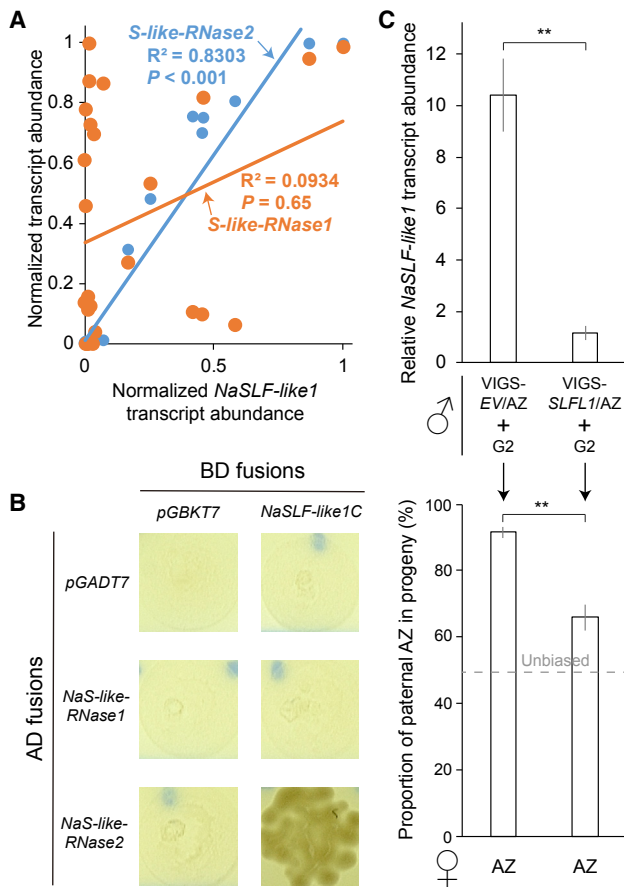 A
1
0.8
0.6
0.4
0.2
0
0
0.5
1
Normalized transcript abundance
Normalized NaSLF-like1
transcript abundance
S-like-RNase2
R² = 0.8303
P < 0.001
R² = 0.0934
P = 0.65
S-like-RNase1
B
BD fusions
pGBKT7
NaSLF-like1C
AD fusions
pGADT7
NaS-like-
RNase1
NaS-like-
RNase2
C
**
12
10
8
6
4
2
0
Relative NaSLF-like1 transcript abundance
♂
VIGS-
EV/AZ
+
G2
VIGS-
SLFL1/AZ
+
G2
**
100
80
60
40
20
0
Proportion of paternal AZ in progeny (%)
Unbiased
♀
AZ
AZ